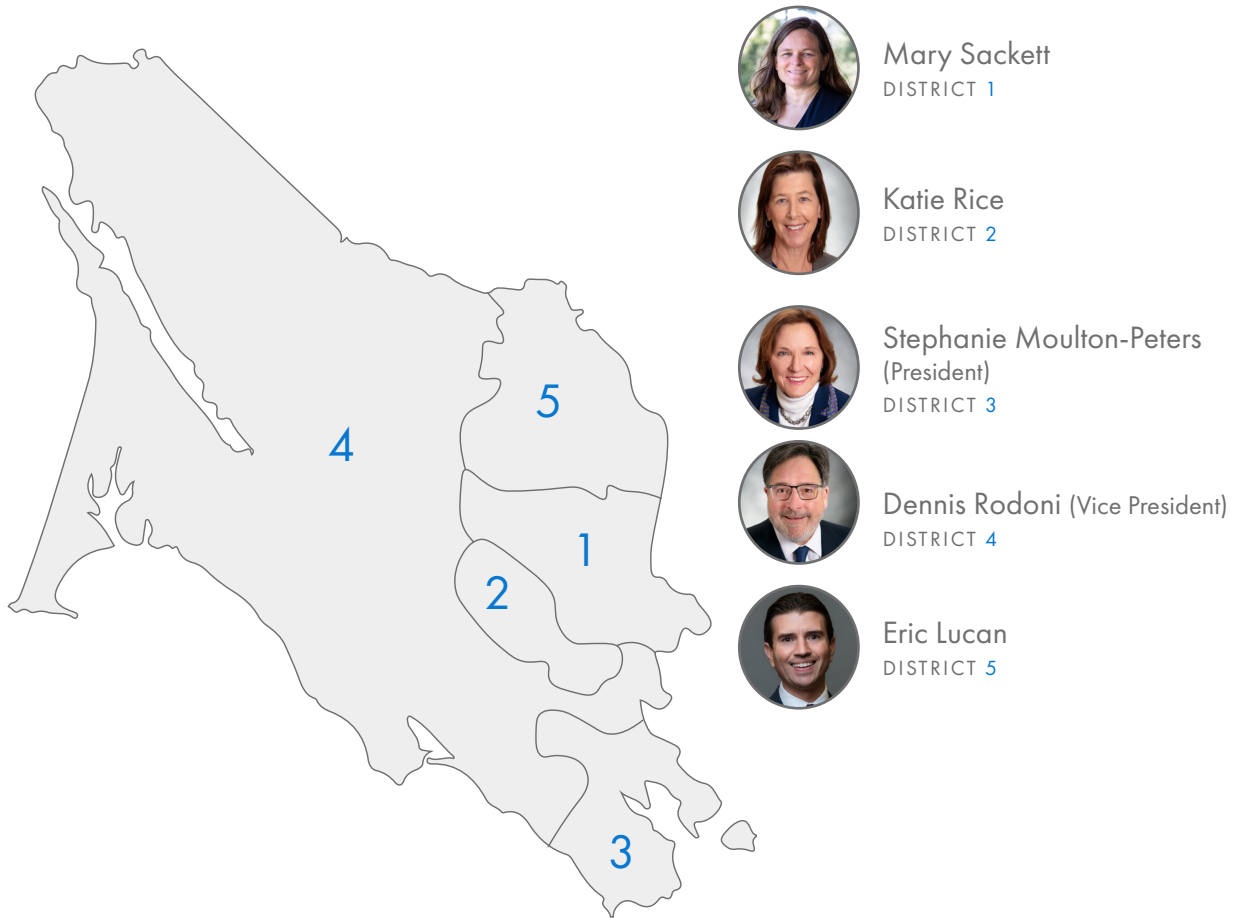 Mary Sackett
DISTRICT 1
Katie Rice
DISTRICT 2
Stephanie Moulton-Peters
(President)
DISTRICT 3
Dennis Rodoni (Vice President)
DISTRICT 4
Eric Lucan
DISTRICT 5
5
4
1
2
3